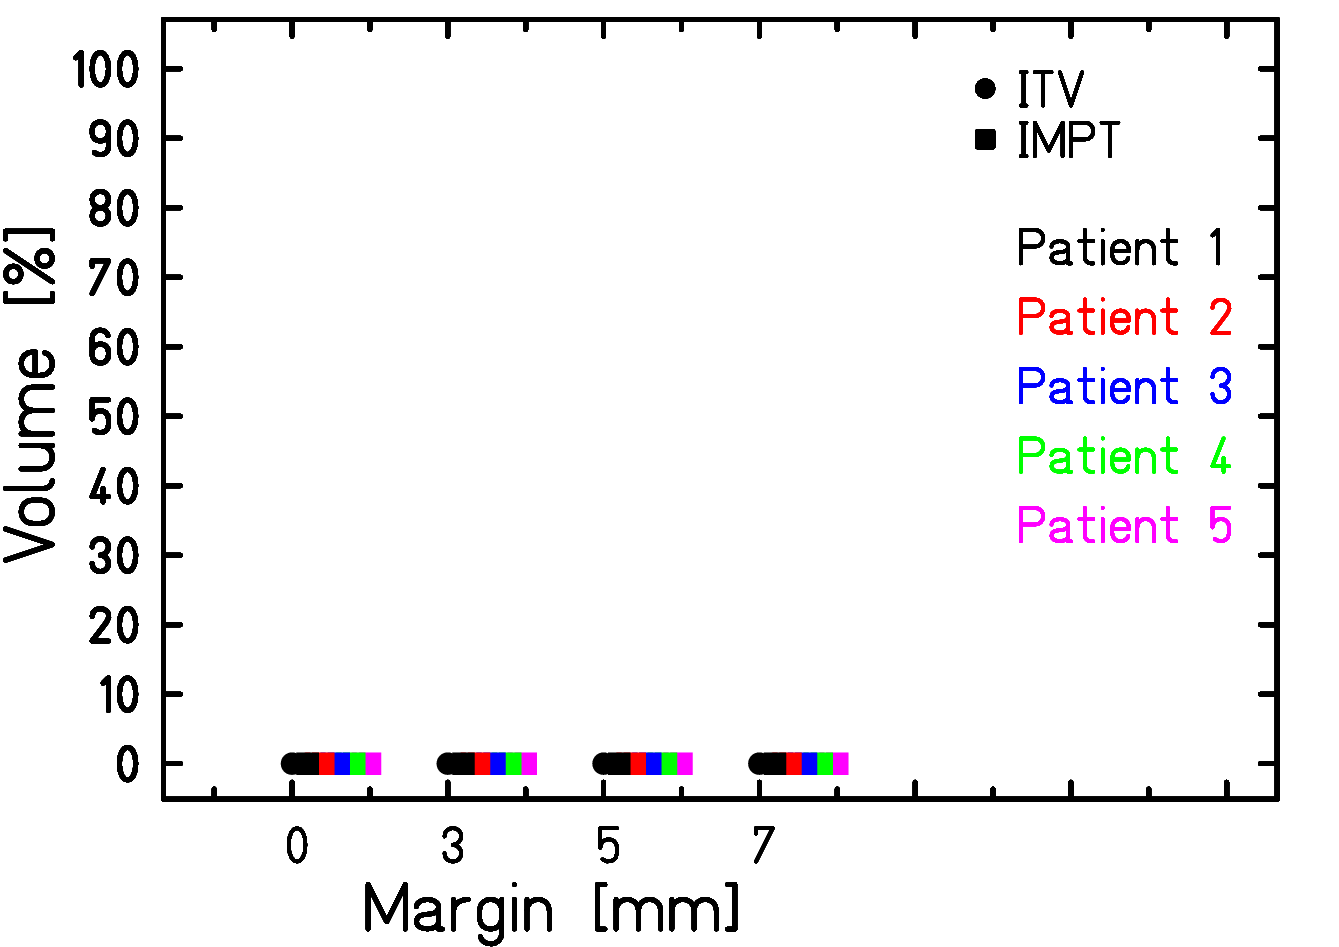 100
90
80
70
60
50
40
30
20
10
0
Volume [%]
ITV
IMPT
Patient 1
Patient 2
Patient 3
Patient 4
Patient 5
0 3 5 7
Margin [mm]